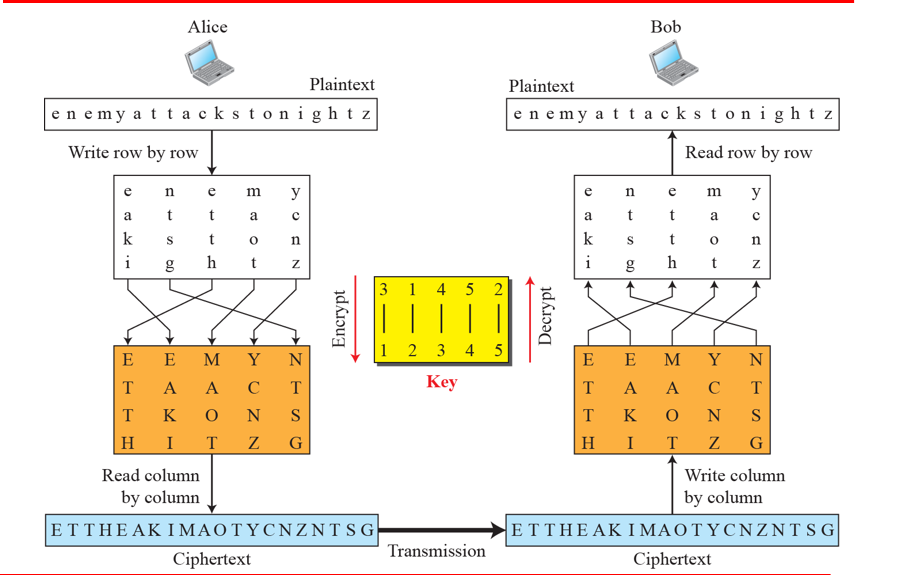 Alice
Bob
Plaintext
Plaintext
e n e m y a t t a c k s t o n i g h t z
e n e m y a t t a c k s t o n i g h t z
Write row by row
Read row by row
e n e m y
a t t a c
k s t o n
i g h t z
e n e m y
a t t a c
k s t o n
i g h t z
Encrypt
3 1 4 5 2
1 2 3 4 5
Key
Decrypt
E E M Y N
T A A C T
T K O N S
H I T Z G
E E M Y N
T A A C T
T K O N S
H I T Z G
Read column
by column
Write column
by column
E T T H E A K I M A O T Y C N Z N T S G
Transmission
E T T H E A K I M A O T Y C N Z N T S G
Ciphertext
Ciphertext